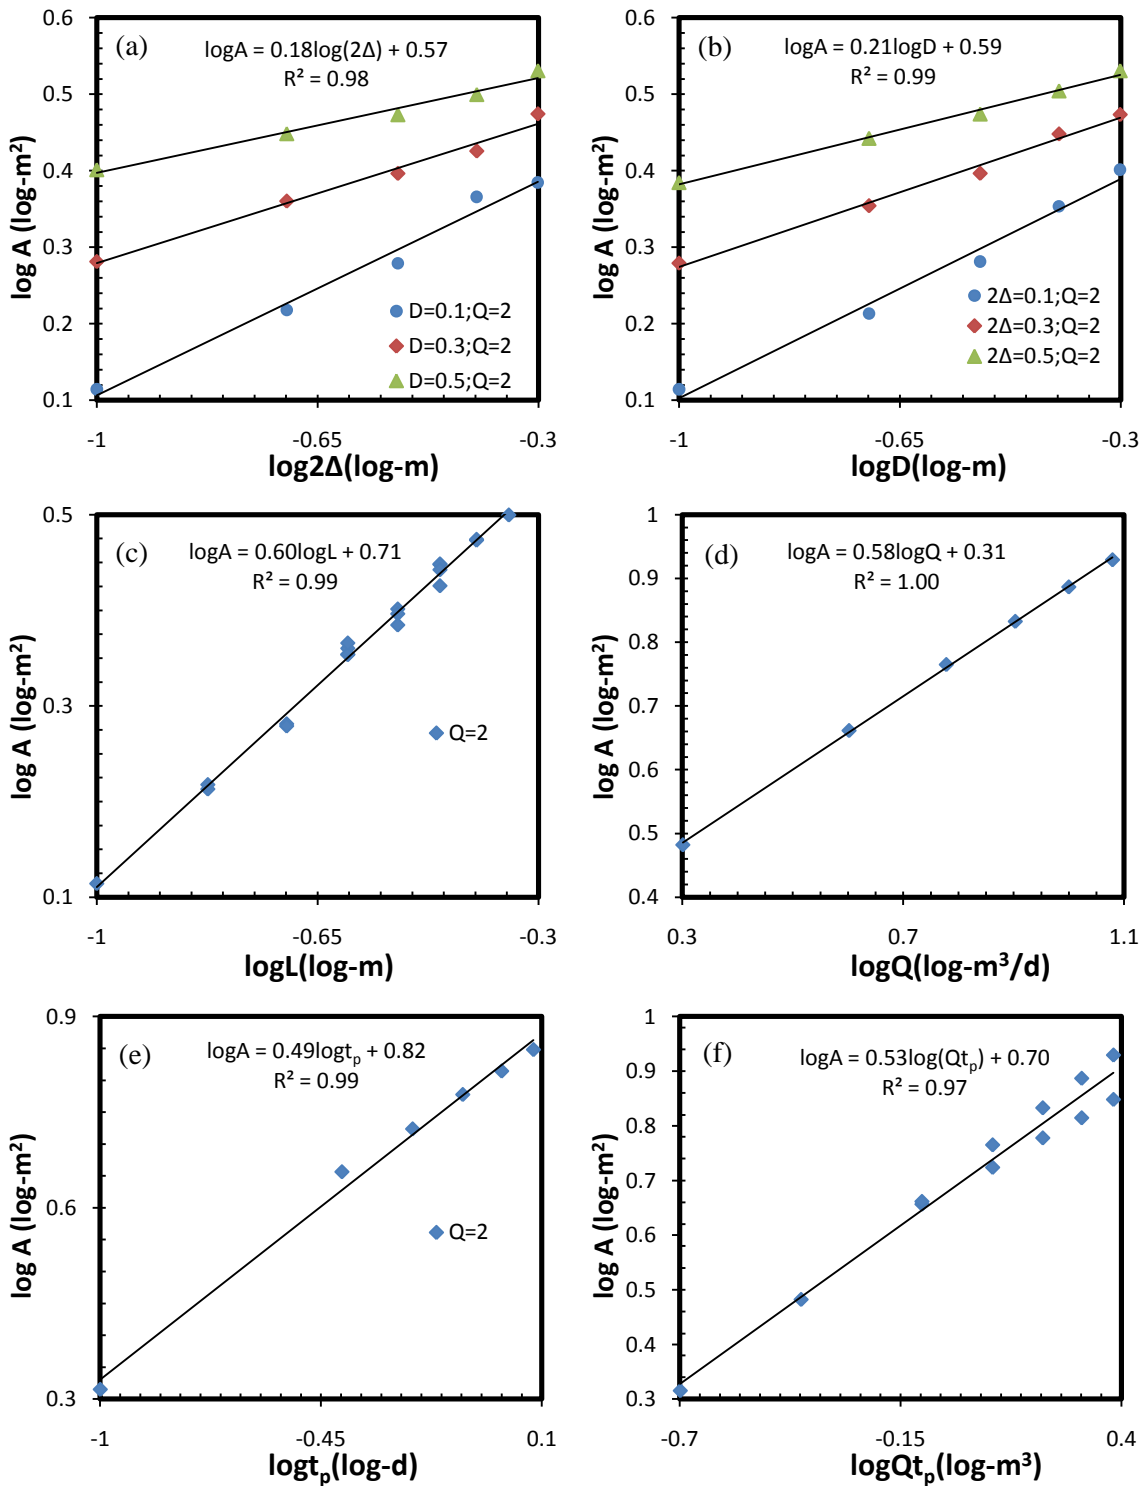 (a)
logA = 0.18log(2Δ) + 0.57
R² = 0.98
log A (log-m²)
0.6
0.5
0.4
0.3
0.2
0.1
D=0.1;Q=2
D=0.3;Q=2
D=0.5;Q=2
-1 -0.65 -0.3
log2Δ(log-m)
(b)
logA = 0.21logD + 0.59
R² = 0.99
log A (log-m²)
0.6
0.5
0.4
0.3
0.2
0.1
2Δ=0.1;Q=2
2Δ=0.3;Q=2
2Δ=0.5;Q=2
-1 -0.65 -0.3
logD(log-m)
(c)
logA = 0.60logL + 0.71
R² = 0.99
log A (log-m²)
0.5
0.3
0.1
Q=2
-1 -0.65 -0.3
logL(log-m)
(d)
logA = 0.58logQ + 0.31
R² = 1.00
log A (log-m²)
1
0.9
0.8
0.7
0.6
0.5
0.4
0.3 0.7 1.1
logQ(log-m³/d)
(e)
logA = 0.49logtₚ + 0.82
R² = 0.99
log A (log-m²)
0.9
0.6
0.3
Q=2
-1 -0.45 0.1
logtₚ(log-d)
(f)
logA = 0.53log(Qtₚ) + 0.70
R² = 0.97
log A (log-m²)
1
0.9
0.8
0.7
0.6
0.5
0.4
0.3
-0.7 -0.15 0.4
logQtₚ(log-m³)